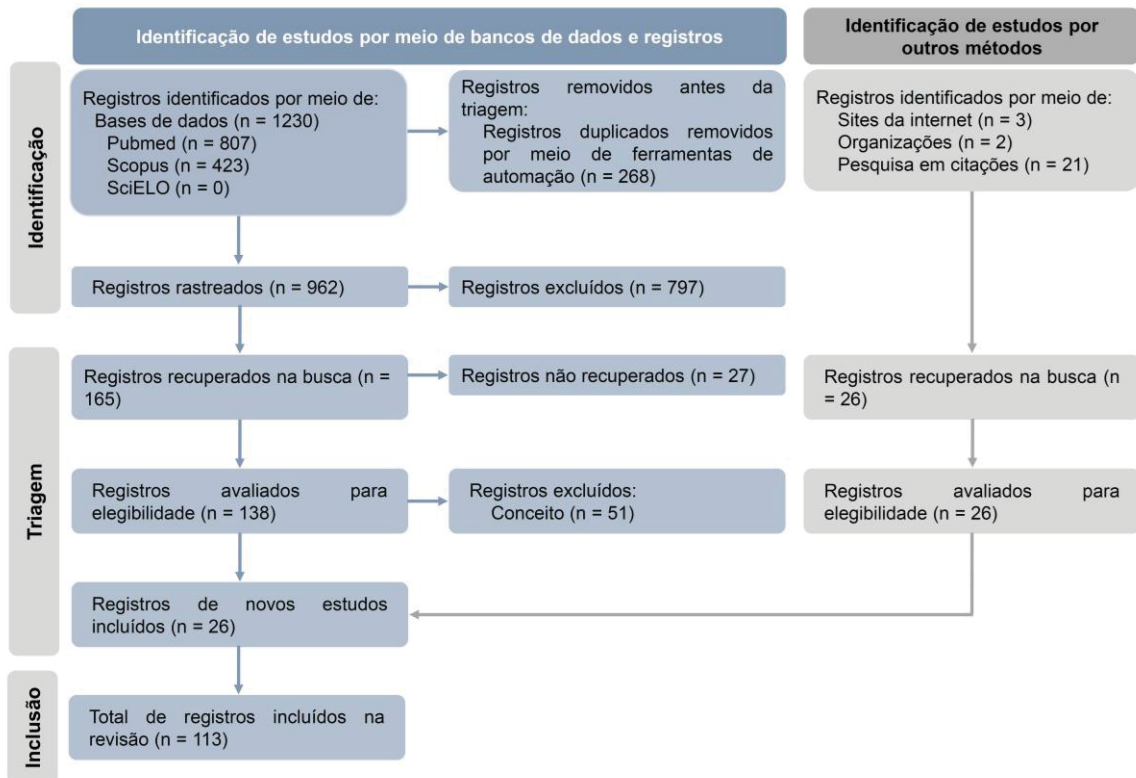 Identificação de estudos por meio de bancos de dados e registros
Identificação de estudos por
outros métodos
Identificação
Registros identificados por meio de:
Bases de dados (n = 1230)
Pubmed (n = 807)
Scopus (n = 423)
SciELO (n = 0)
Registros removidos antes da
triagem:
Registros duplicados removidos
por meio de ferramentas de
automação (n = 268)
Registros identificados por meio de:
Sites da internet (n = 3)
Organizações (n = 2)
Pesquisa em citações (n = 21)
Registros rastreados (n = 962)
Registros excluídos (n = 797)
Triagem
Registros recuperados na busca (n =
165)
Registros não recuperados (n = 27)
Registros recuperados na busca (n
= 26)
Registros avaliados para
elegibilidade (n = 138)
Registros excluídos:
Conceito (n = 51)
Registros avaliados para
elegibilidade (n = 26)
Registros de novos estudos
incluídos (n = 26)
Inclusão
Total de registros incluídos na
revisão (n = 113)